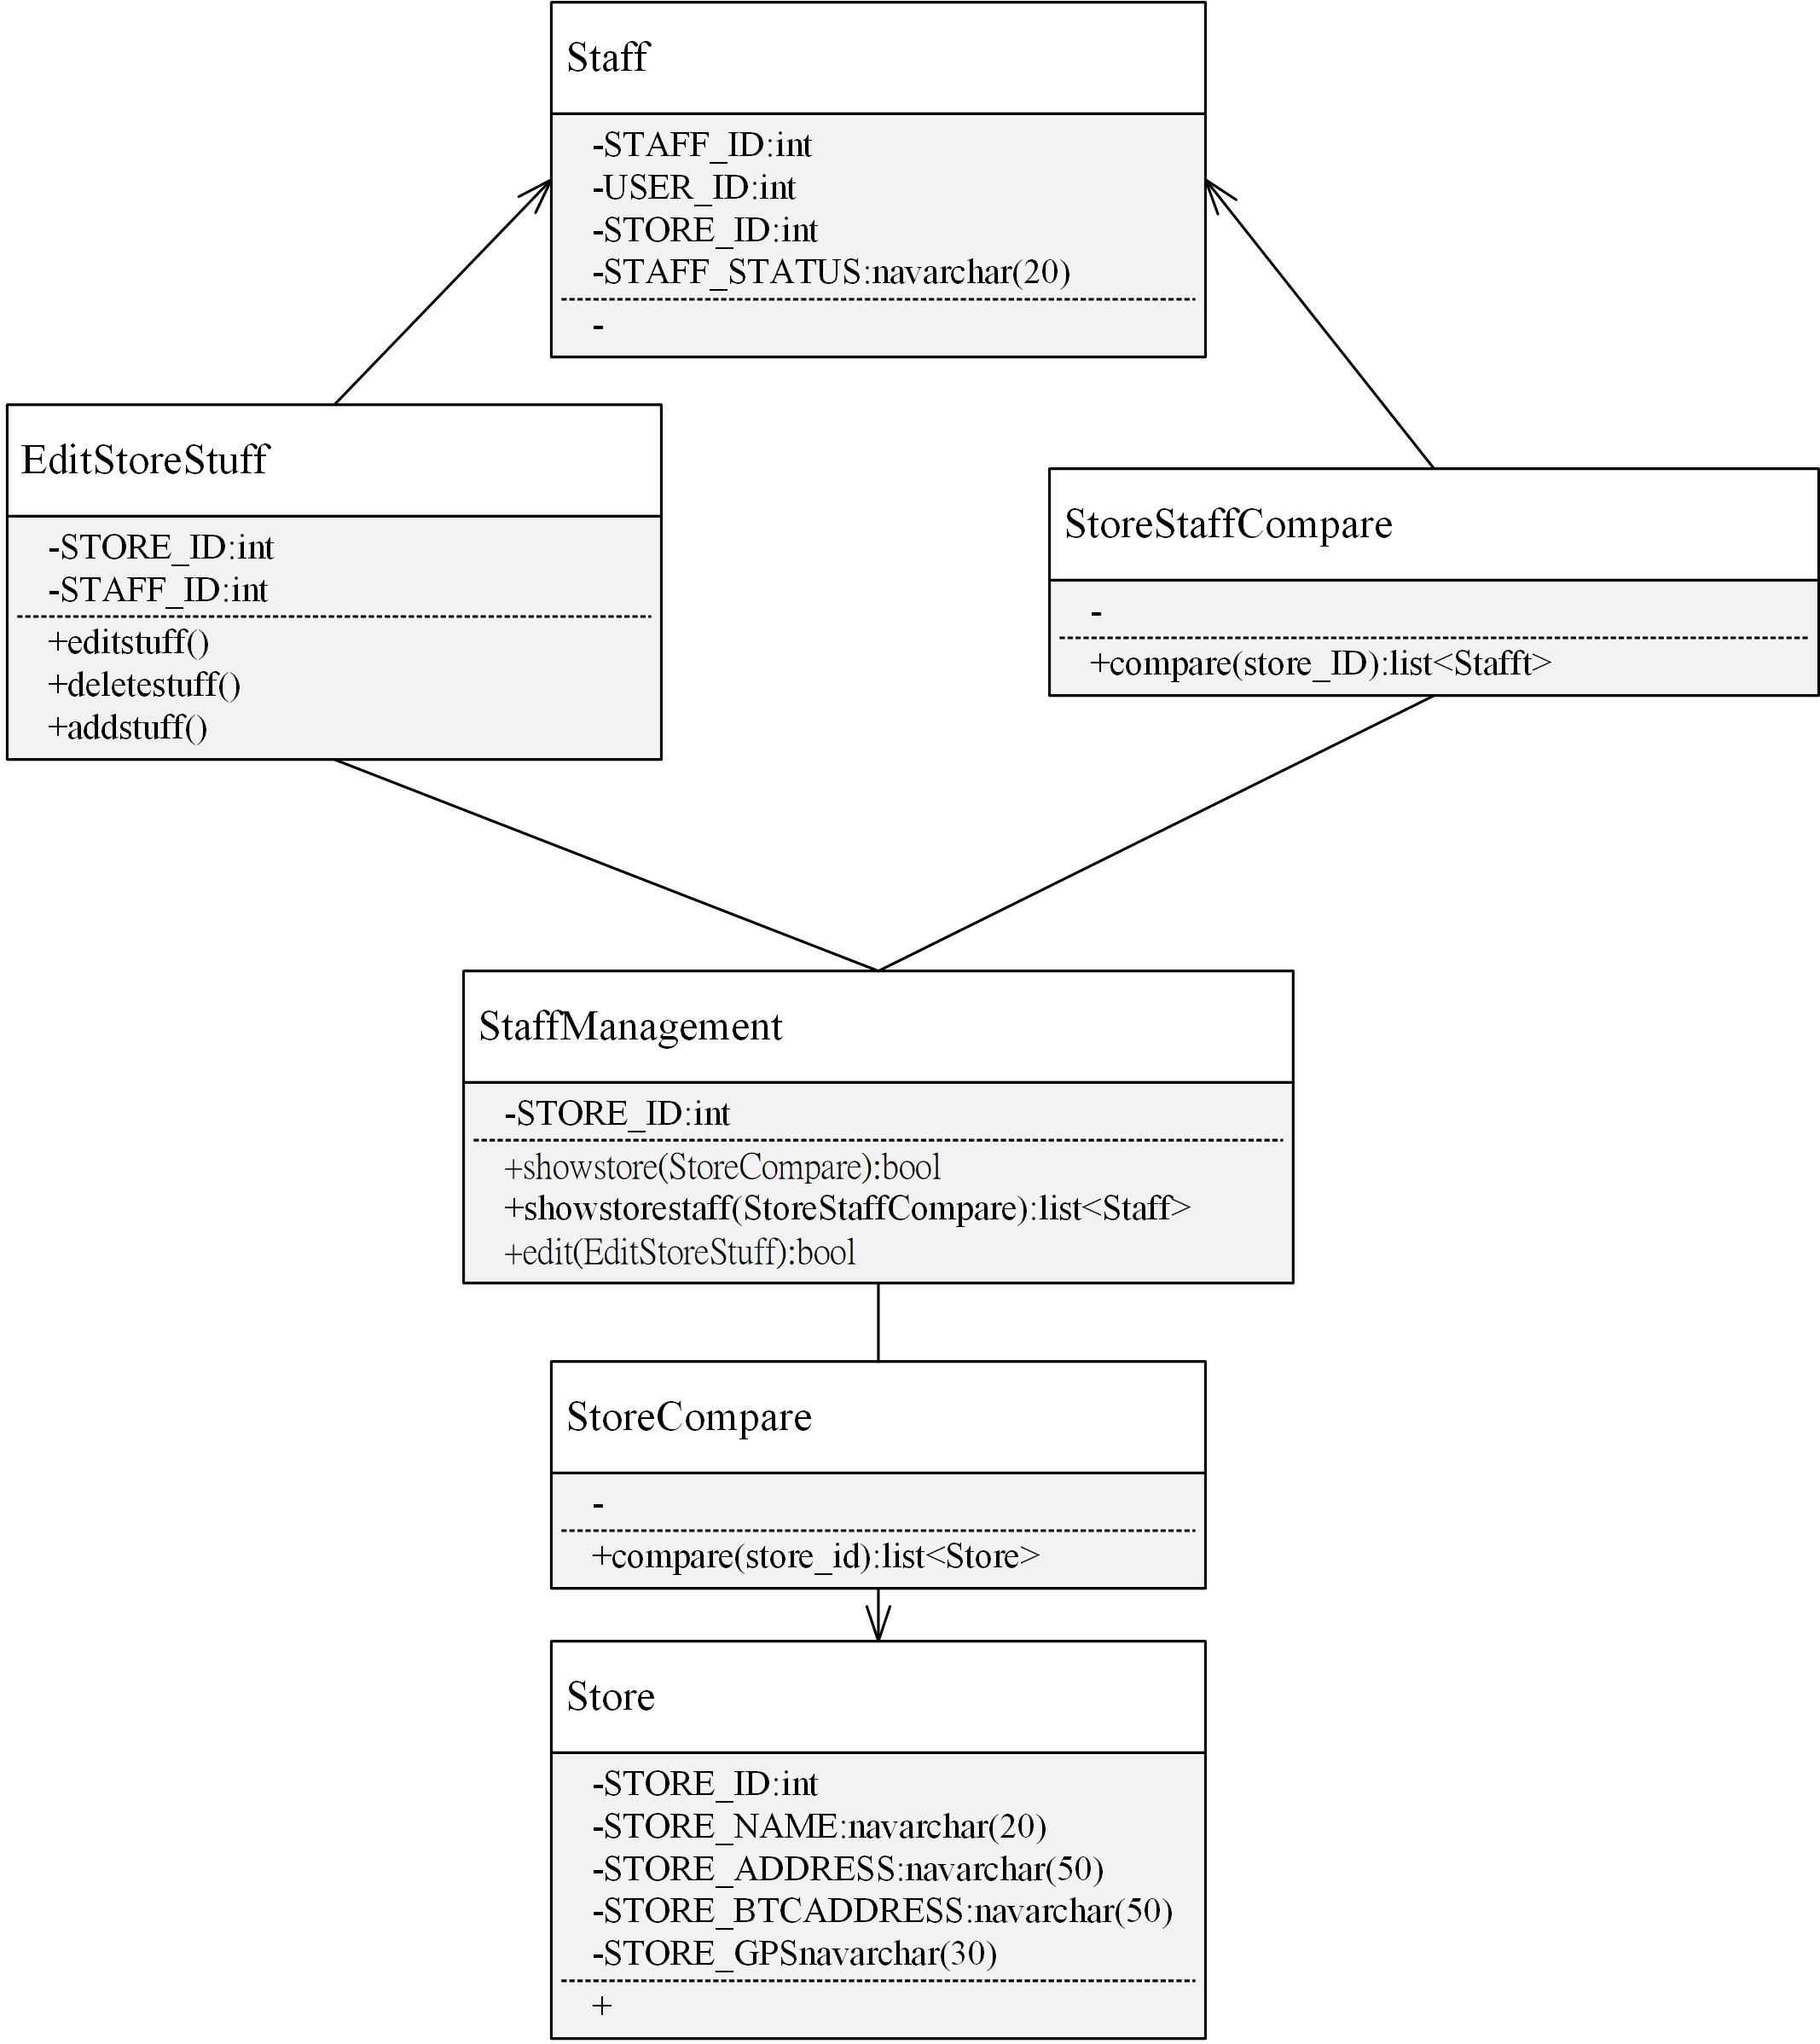 Staff
-STAFF_ID:int
-USER_ID:int
-STORE_ID:int
-STAFF_STATUS:navarchar(20)
-
EditStoreStuff
-STORE_ID:int
-STAFF_ID:int
+editstuff()
+deletestuff()
+addstuff()
StoreStaffCompare
-
+compare(store_ID):list<Stafft>
StaffManagement
-STORE_ID:int
+showstore(StoreCompare):bool
+showstorestaff(StoreStaffCompare):list<Staff>
+edit(EditStoreStuff):bool
StoreCompare
-
+compare(store_id):list<Store>
Store
-STORE_ID:int
-STORE_NAME:navarchar(20)
-STORE_ADDRESS:navarchar(50)
-STORE_BTCADDRESS:navarchar(50)
-STORE_GPSnavarchar(30)
+